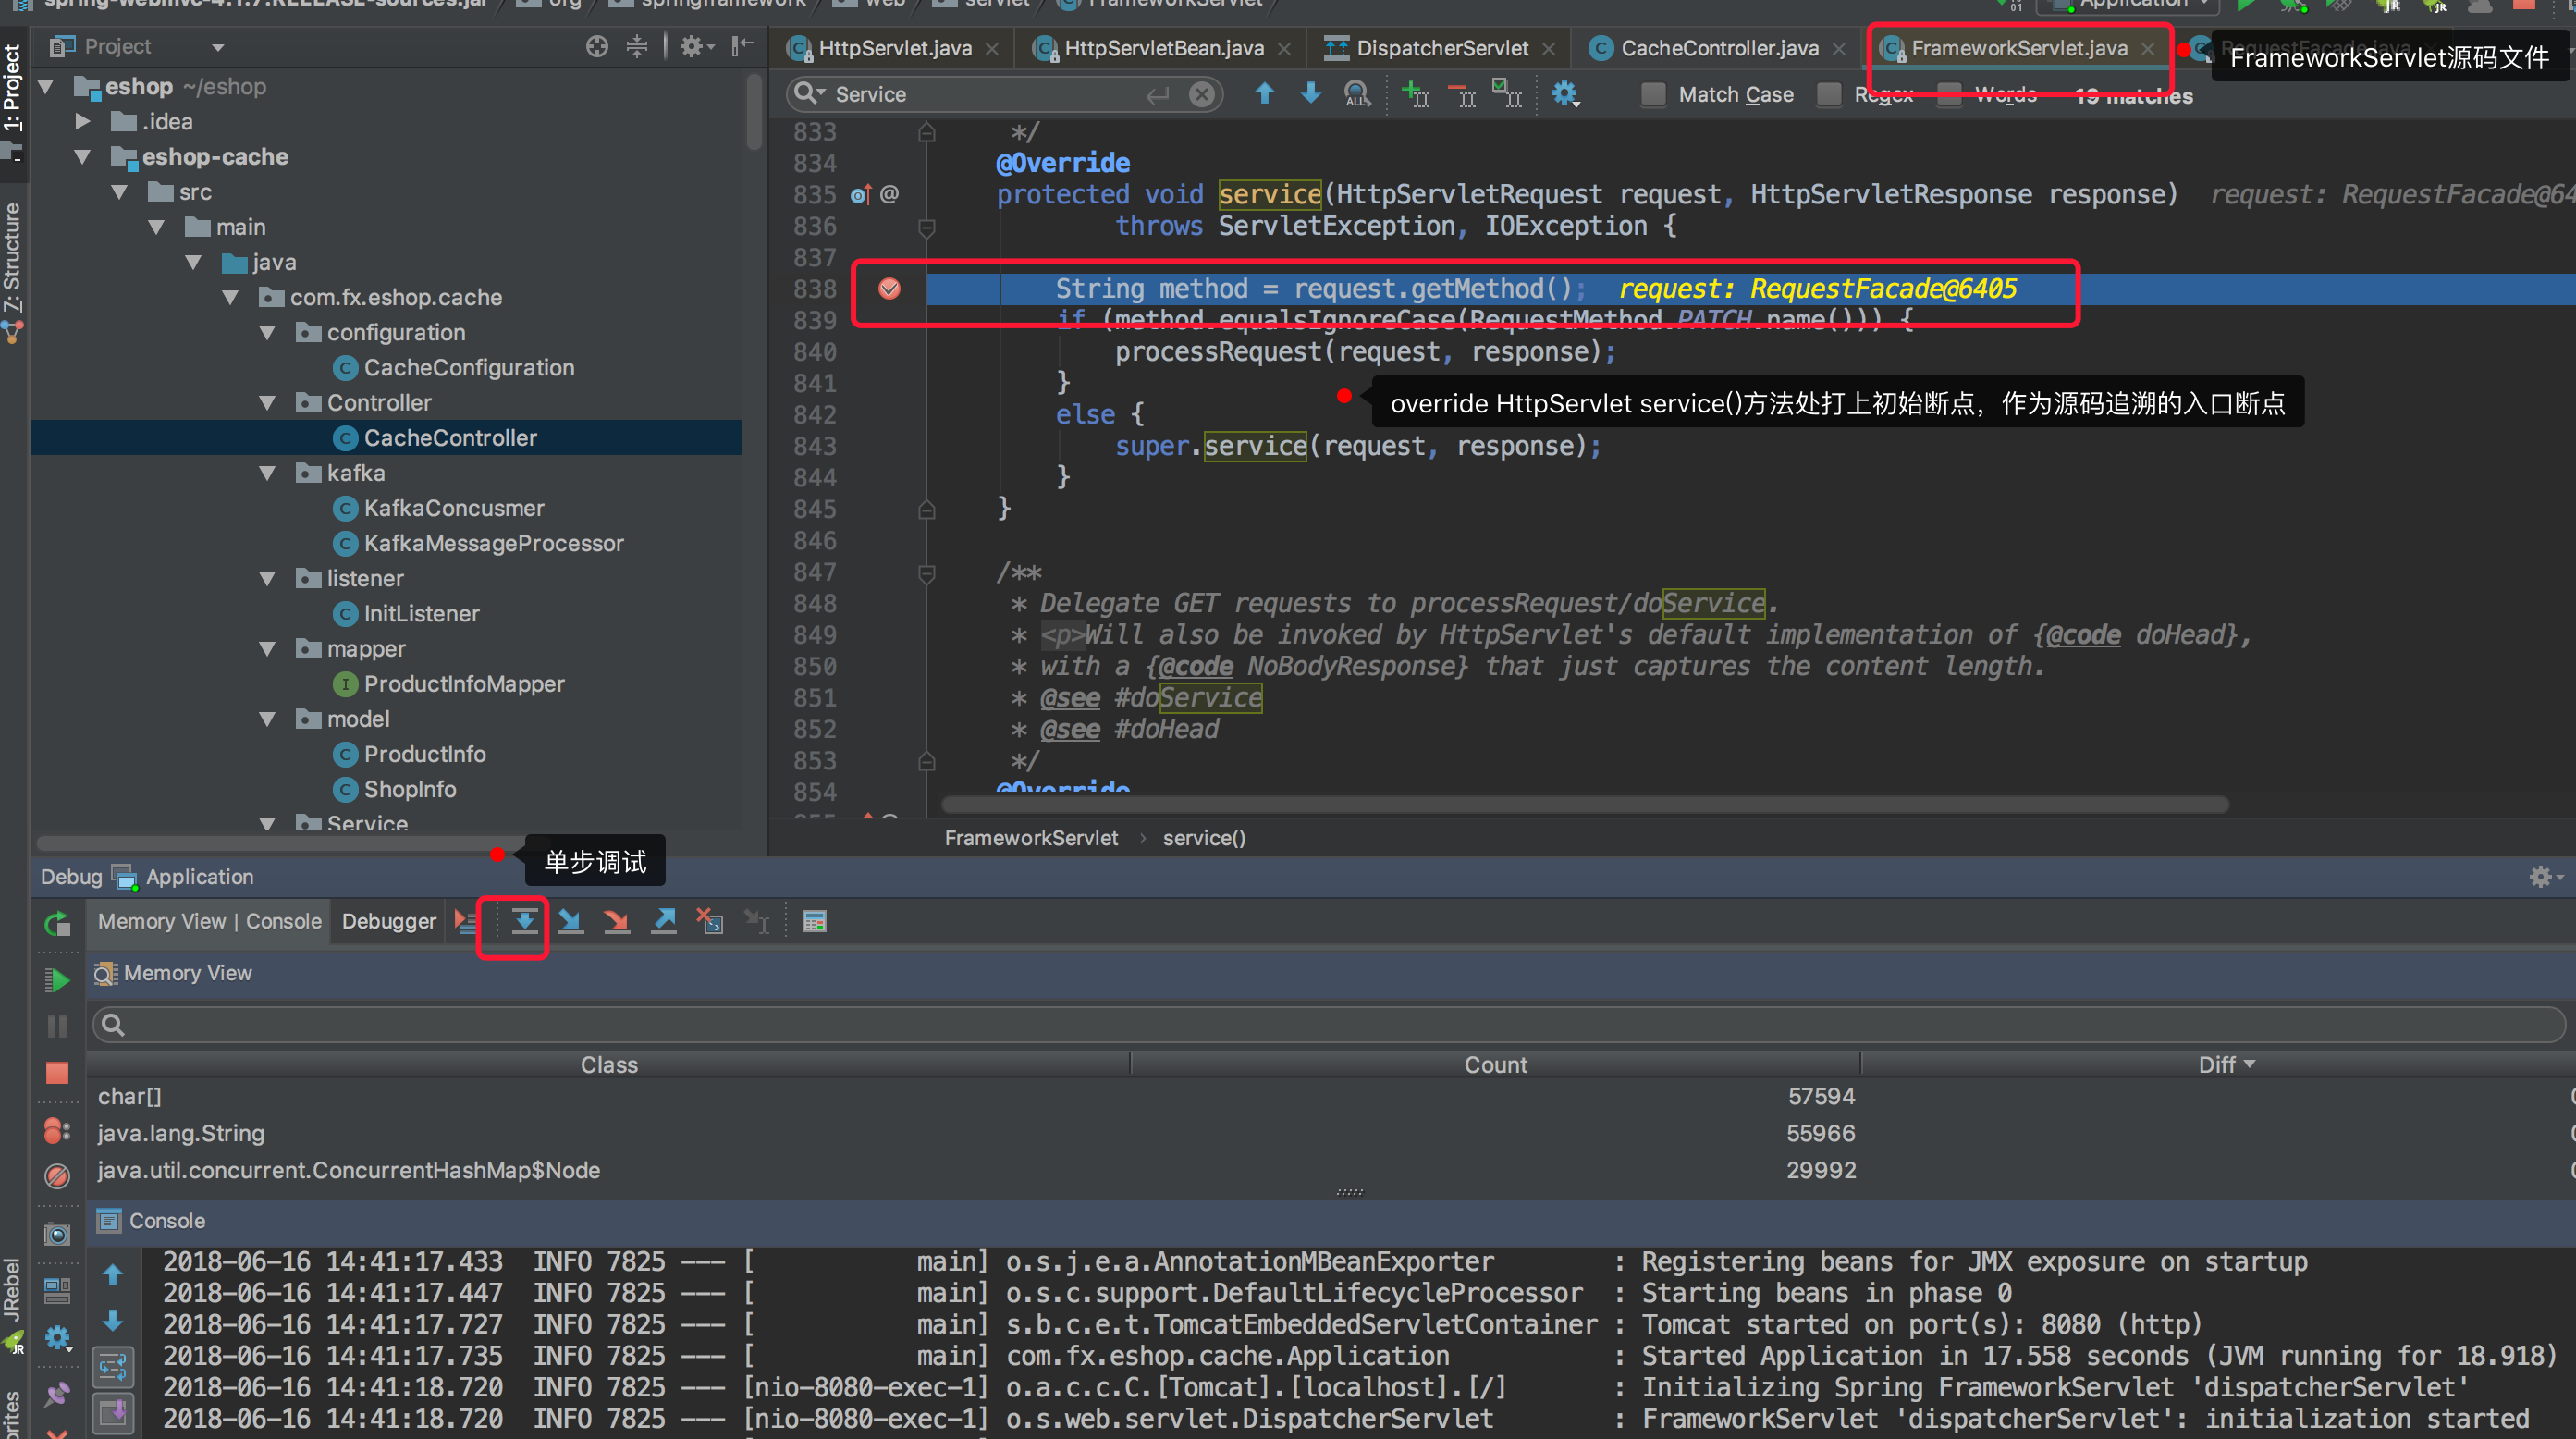 spring-webmvc-4.1.7.RELEASE-sources.jar org springframework web servlet FrameworkServlet
Application
Project
HttpServlet.java HttpServletBean.java DispatcherServlet CacheController.java FrameworkServlet.java RequestFacade.java
FrameworkServlet源码文件
Service Match Case Regex Words 19 matches
1: Project
Z: Structure
JRebel
eshop ~/eshop
.idea
eshop-cache
src
main
java
com.fx.eshop.cache
configuration
CacheConfiguration
Controller
CacheController
kafka
KafkaConcusmer
KafkaMessageProcessor
listener
InitListener
mapper
ProductInfoMapper
model
ProductInfo
ShopInfo
Service
833 */
834 @Override
835 protected void service(HttpServletRequest request, HttpServletResponse response) request: RequestFacade@64
836 throws ServletException, IOException {
837
838 String method = request.getMethod(); request: RequestFacade@6405
839 if (method.equalsIgnoreCase(RequestMethod.PATCH.name())) {
840 processRequest(request, response);
841 }
override HttpServlet service()方法处打上初始断点，作为源码追溯的入口断点
842 else {
843 super.service(request, response);
844 }
845 }
846
847 /**
848 * Delegate GET requests to processRequest/doService.
849 * <p>Will also be invoked by HttpServlet's default implementation of {@code doHead},
850 * with a {@code NoBodyResponse} that just captures the content length.
851 * @see #doService
852 * @see #doHead
853 */
854 @Override
FrameworkServlet › service()
单步调试
Debug Application
Memory View | Console Debugger
Memory View
Class Count Diff
char[] 57594
java.lang.String 55966
java.util.concurrent.ConcurrentHashMap$Node 29992
Console
2018-06-16 14:41:17.433 INFO 7825 --- [ main] o.s.j.e.a.AnnotationMBeanExporter : Registering beans for JMX exposure on startup
2018-06-16 14:41:17.447 INFO 7825 --- [ main] o.s.c.support.DefaultLifecycleProcessor : Starting beans in phase 0
2018-06-16 14:41:17.727 INFO 7825 --- [ main] s.b.c.e.t.TomcatEmbeddedServletContainer : Tomcat started on port(s): 8080 (http)
2018-06-16 14:41:17.735 INFO 7825 --- [ main] com.fx.eshop.cache.Application : Started Application in 17.558 seconds (JVM running for 18.918)
2018-06-16 14:41:18.720 INFO 7825 --- [nio-8080-exec-1] o.a.c.c.C.[Tomcat].[localhost].[/] : Initializing Spring FrameworkServlet 'dispatcherServlet'
2018-06-16 14:41:18.720 INFO 7825 --- [nio-8080-exec-1] o.s.web.servlet.DispatcherServlet : FrameworkServlet 'dispatcherServlet': initialization started